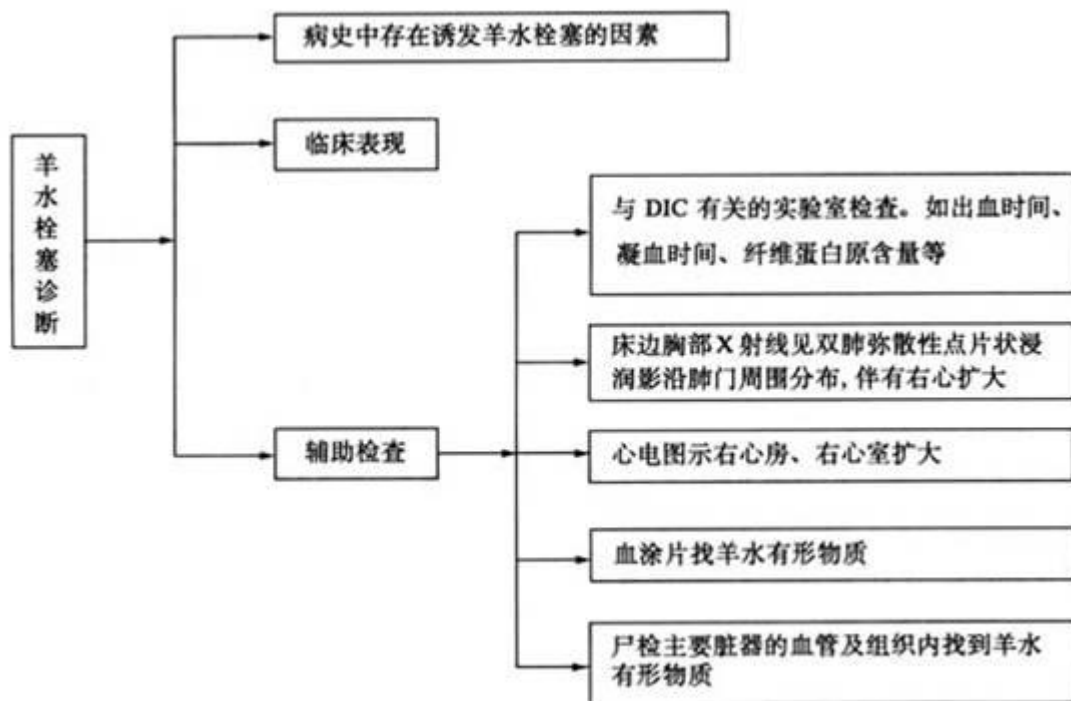 羊水栓塞诊断
病史中存在诱发羊水栓塞的因素
临床表现
辅助检查
与 DIC 有关的实验室检查。如出血时间、
凝血时间、纤维蛋白原含量等
床边胸部 X 射线见双肺弥散性点片状浸
润影沿肺门周围分布,伴有右心扩大
心电图示右心房、右心室扩大
血涂片找羊水有形物质
尸检主要脏器的血管及组织内找到羊水
有形物质